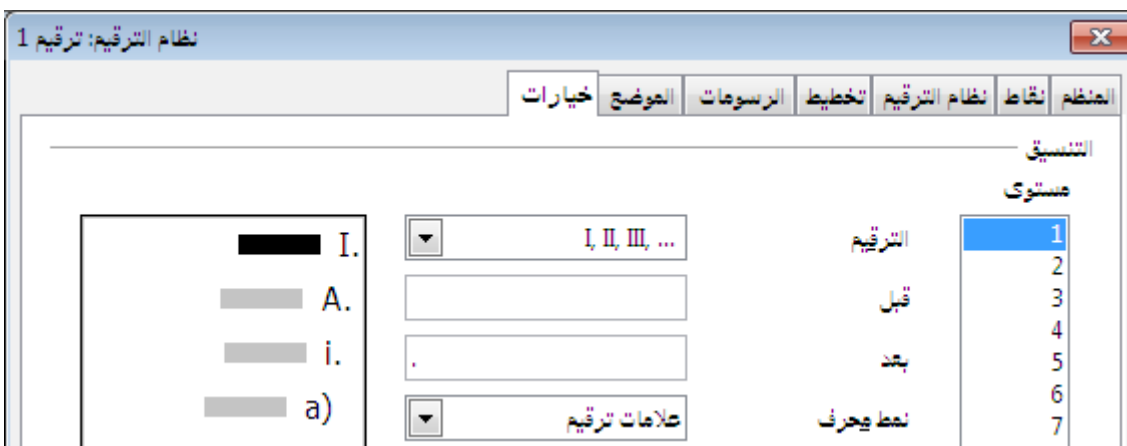 نظام الترقيم: ترقيم 1
المنظم نقاط نظام الترقيم تخطيط الرسومات الموضع خيارات
التنسيق
مستوى
1
2
3
4
5
6
7
الترقيم I, II, III, ...
قبل
بعد .
نمط محرف علامات ترقيم
I.
A.
i.
a)